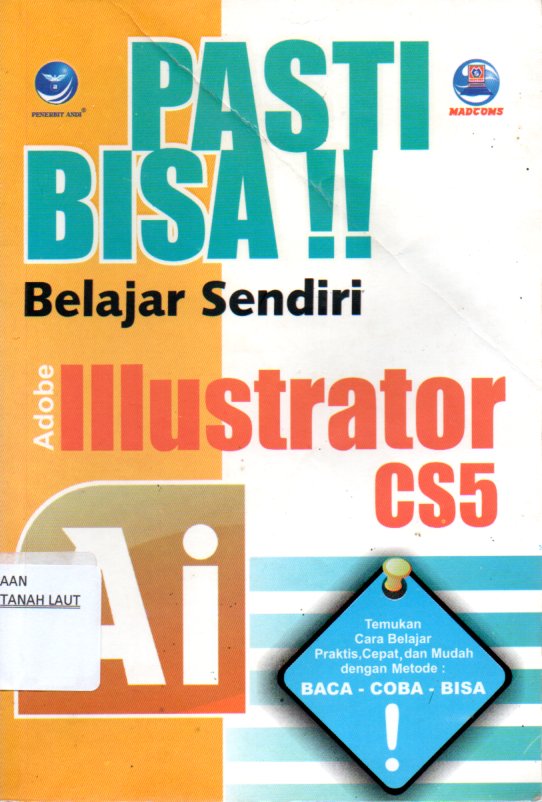 PASTI
BISA !!
PENERBIT ANDI®
MADCOMS
Belajar Sendiri
Adobe
Illustrator
CS5
Ai
AAN
TANAH LAUT
Temukan
Cara Belajar
Praktis,Cepat, dan Mudah
dengan Metode :
BACA - COBA - BISA
!